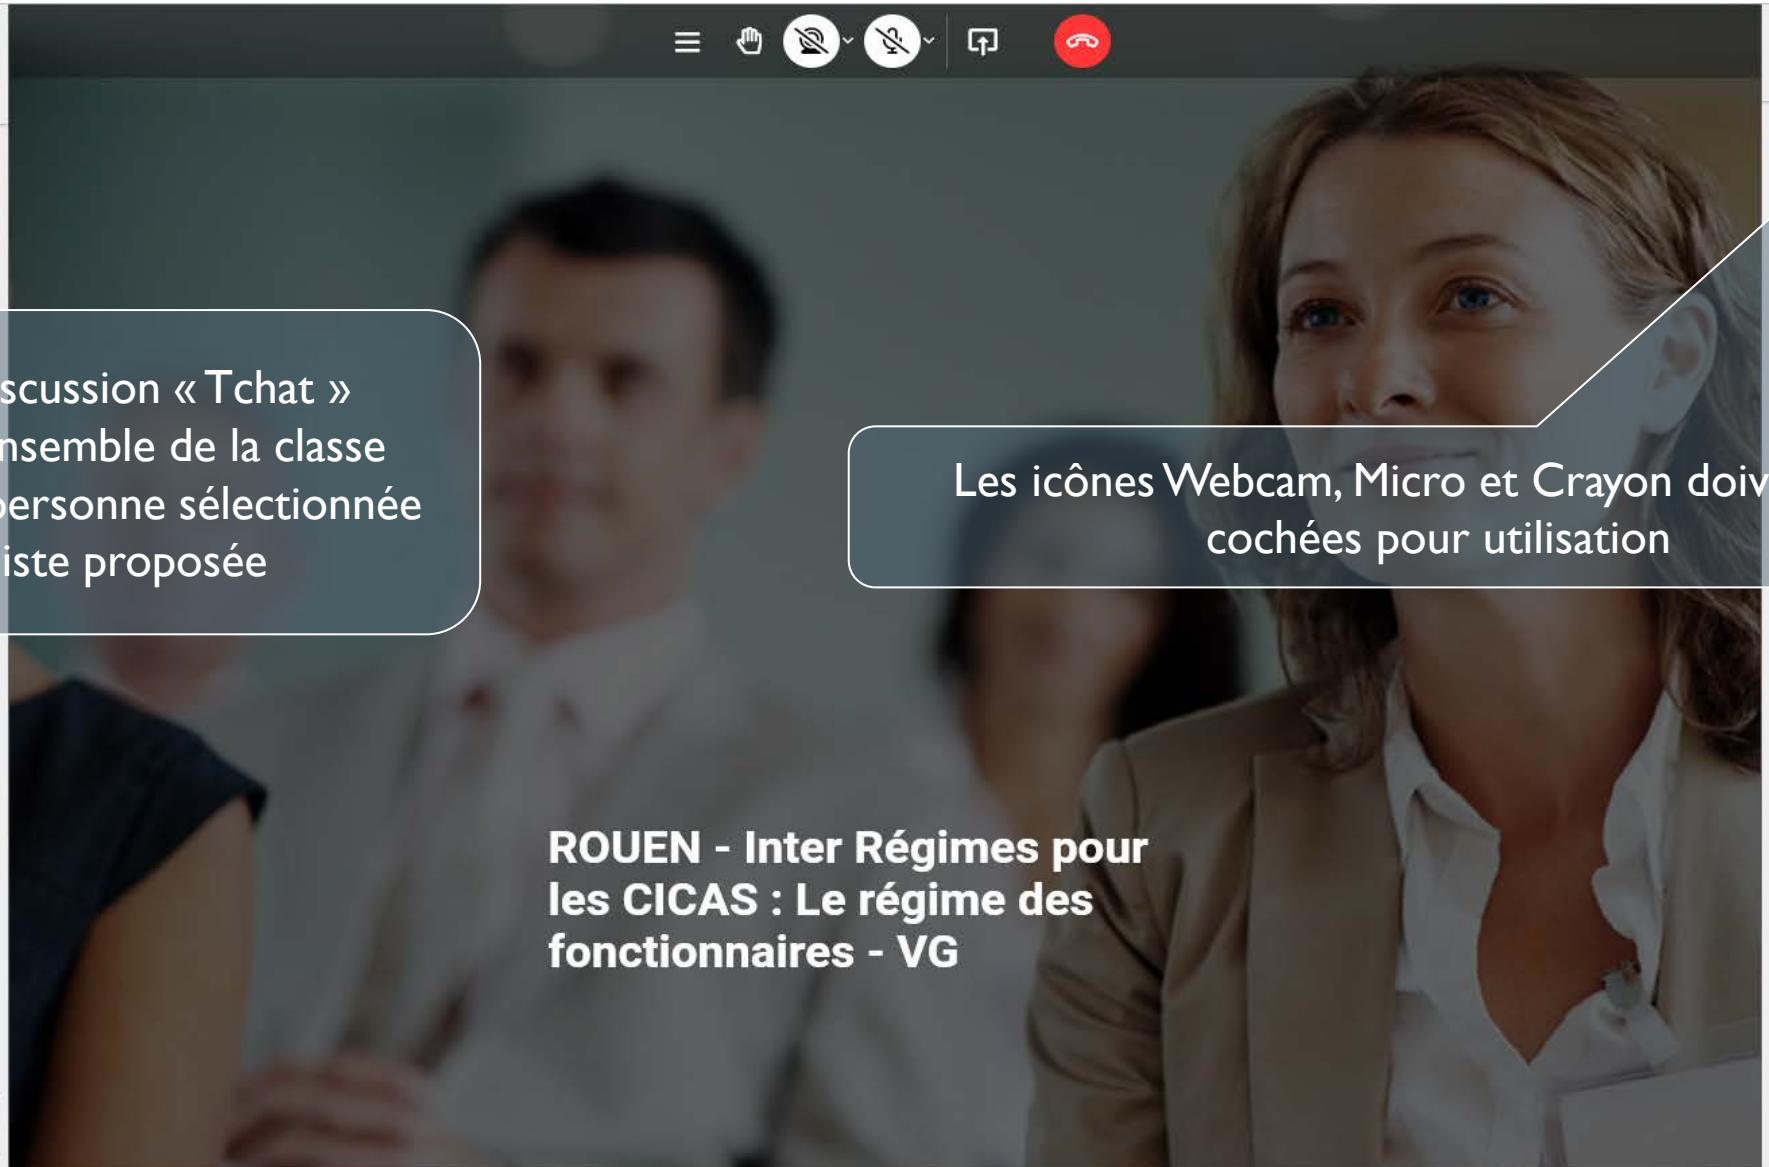 scussion « Tchat »
nsemble de la classe
personne sélectionnée
iste proposée
Les icônes Webcam, Micro et Crayon doiv
cochées pour utilisation
ROUEN - Inter Régimes pour
les CICAS : Le régime des
fonctionnaires - VG